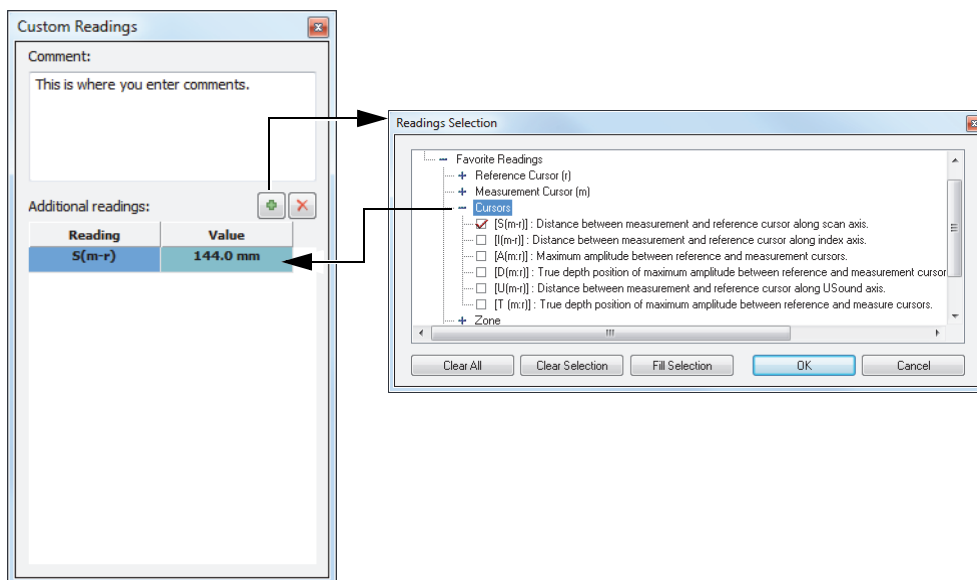 Custom Readings
Comment:
This is where you enter comments.
Additional readings:
Reading Value
S(m-r) 144.0 mm
Readings Selection
Favorite Readings
Reference Cursor (r)
Measurement Cursor (m)
Cursors
[S(m-r)] : Distance between measurement and reference cursor along scan axis.
[I(m-r)] : Distance between measurement and reference cursor along index axis.
[A(m:r)] : Maximum amplitude between reference and measurement cursors.
[D(m:r)] : True depth position of maximum amplitude between reference and measurement cursor
[U(m-r)] : Distance between measurement and reference cursor along USound axis.
[T (m:r)] : True depth position of maximum amplitude between reference and measure cursors.
Zone
Clear All Clear Selection Fill Selection OK Cancel